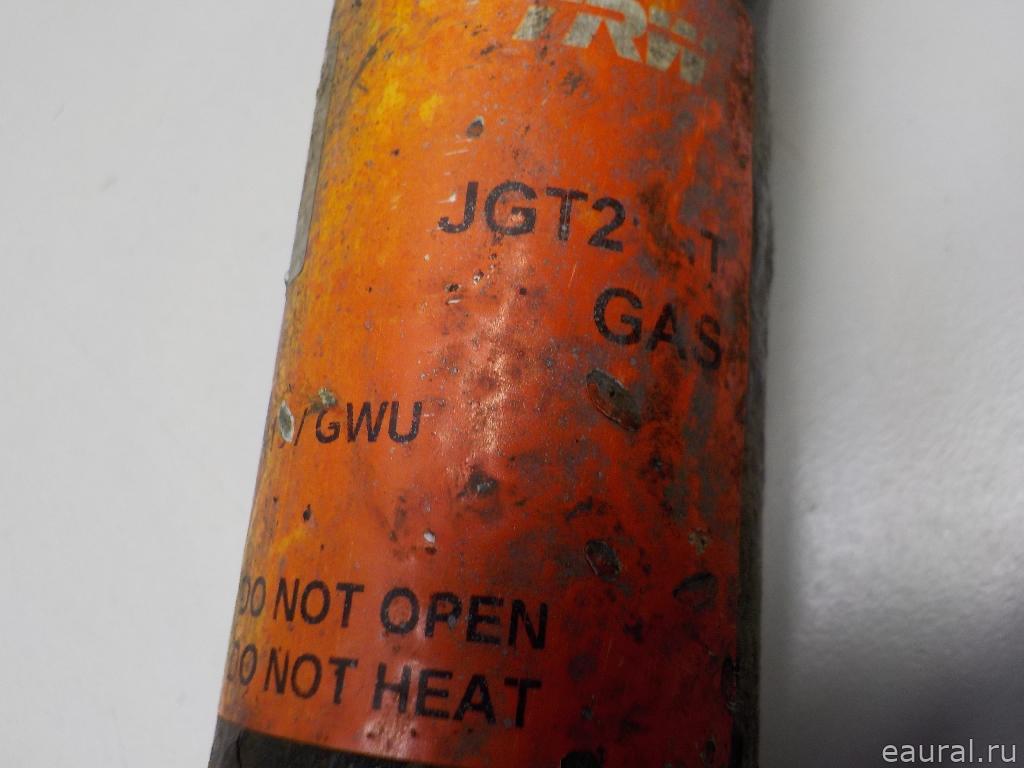 TRW
JGT2 T
GAS
/GWU
DO NOT OPEN
DO NOT HEAT
eaural.ru